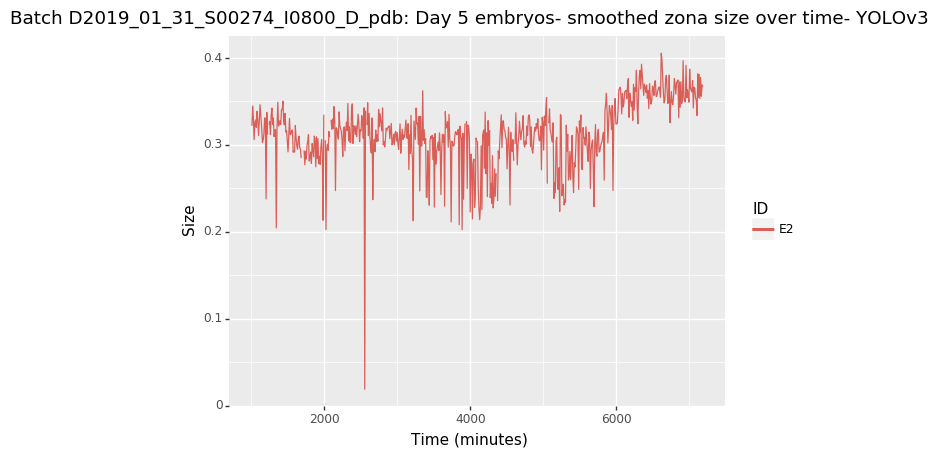 Batch D2019_01_31_S00274_I0800_D_pdb: Day 5 embryos- smoothed zona size over time- YOLOv3
0.4
0.3
0.2
0.1
0
Size
2000 4000 6000
Time (minutes)
ID
E2